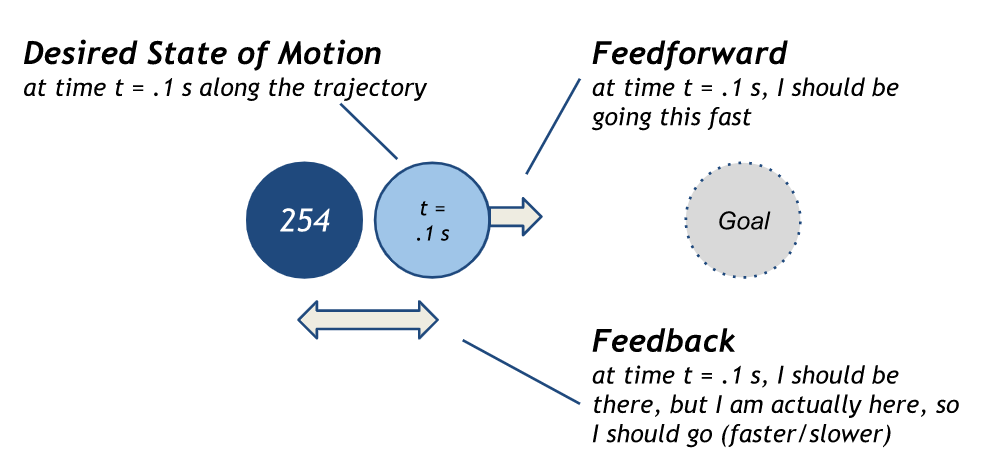 Desired State of Motion
at time t = .1 s along the trajectory
Feedforward
at time t = .1 s, I should be
going this fast
254
t =
.1 s
Goal
Feedback
at time t = .1 s, I should be
there, but I am actually here, so
I should go (faster/slower)